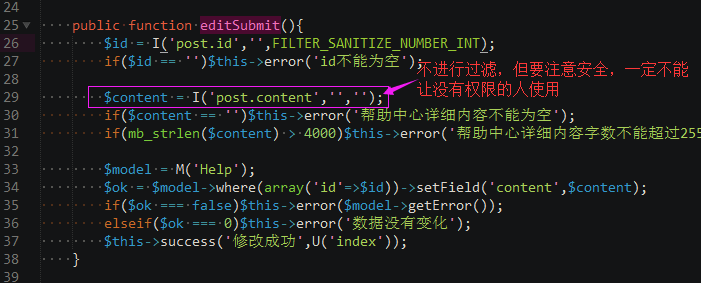 24
25 public function editSubmit(){
26 $id = I('post.id','',FILTER_SANITIZE_NUMBER_INT);
27 if($id == '')$this->error('id不能为空');
28
29 $content = I('post.content','','');
不进行过滤，但要注意安全，一定不能
让没有权限的人使用
30 if($content == '')$this->error('帮助中心详细内容不能为空');
31 if(mb_strlen($content) > 4000)$this->error('帮助中心详细内容字数不能超过255
32
33 $model = M('Help');
34 $ok = $model->where(array('id'=>$id))->setField('content',$content);
35 if($ok === false)$this->error($model->getError());
36 elseif($ok === 0)$this->error('数据没有变化');
37 $this->success('修改成功',U('index'));
38 }
39